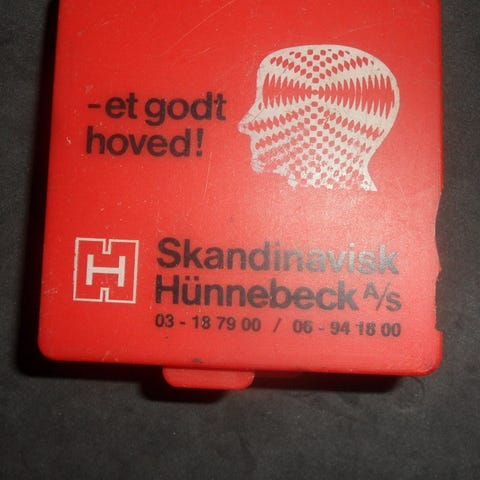 - et godt
hoved!
H
Skandinavisk
Hünnebeck A/s
03 - 18 79 00 / 06 - 94 18 00